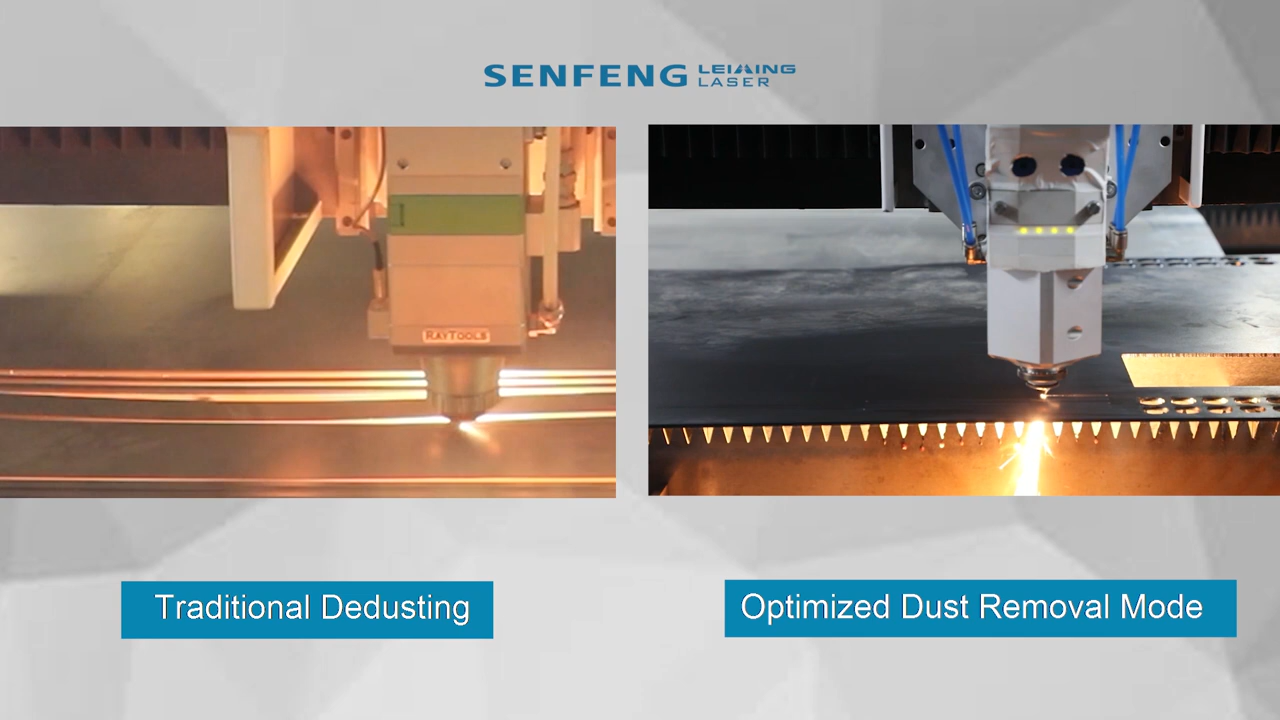 SENFENG LEIMING
LASER
RAYTOOLS
Traditional Dedusting
Optimized Dust Removal Mode